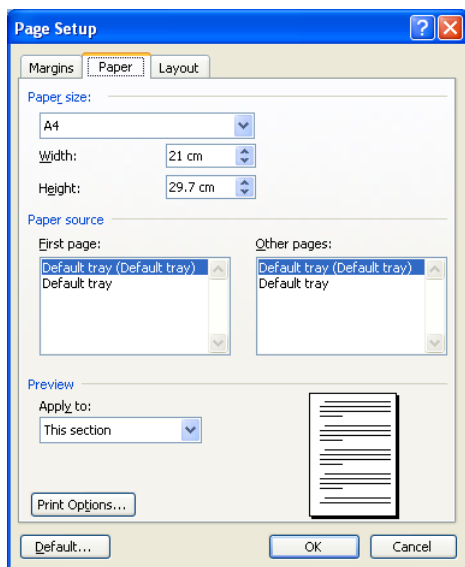 Page Setup
Margins Paper Layout
Paper size:
A4
Width: 21 cm
Height: 29.7 cm
Paper source
First page: Other pages:
Default tray (Default tray) Default tray (Default tray)
Default tray Default tray
Preview
Apply to:
This section
Print Options...
Default... OK Cancel